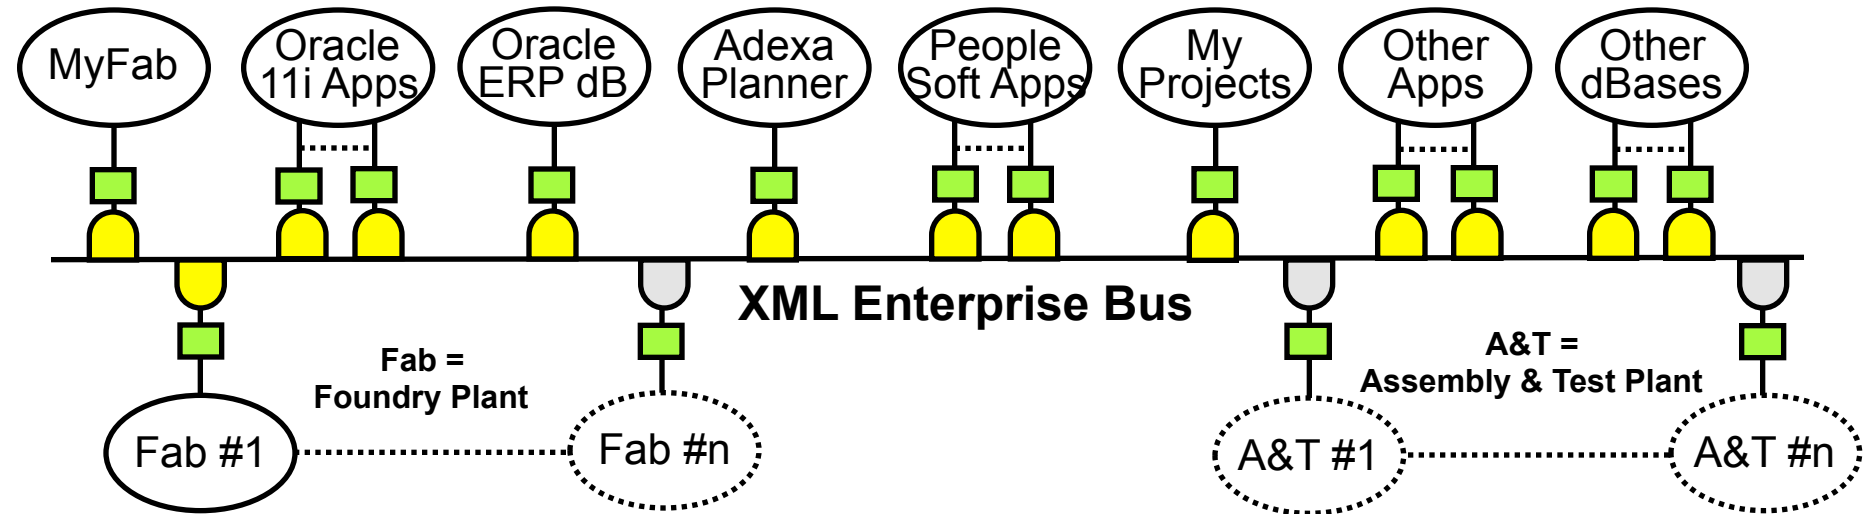 MyFab
Oracle
11i Apps
Oracle
ERP dB
Adexa
Planner
People
Soft Apps
My
Projects
Other
Apps
Other
dBases
XML Enterprise Bus
Fab =
Foundry Plant
A&T =
Assembly & Test Plant
Fab #1
Fab #n
A&T #1
A&T #n